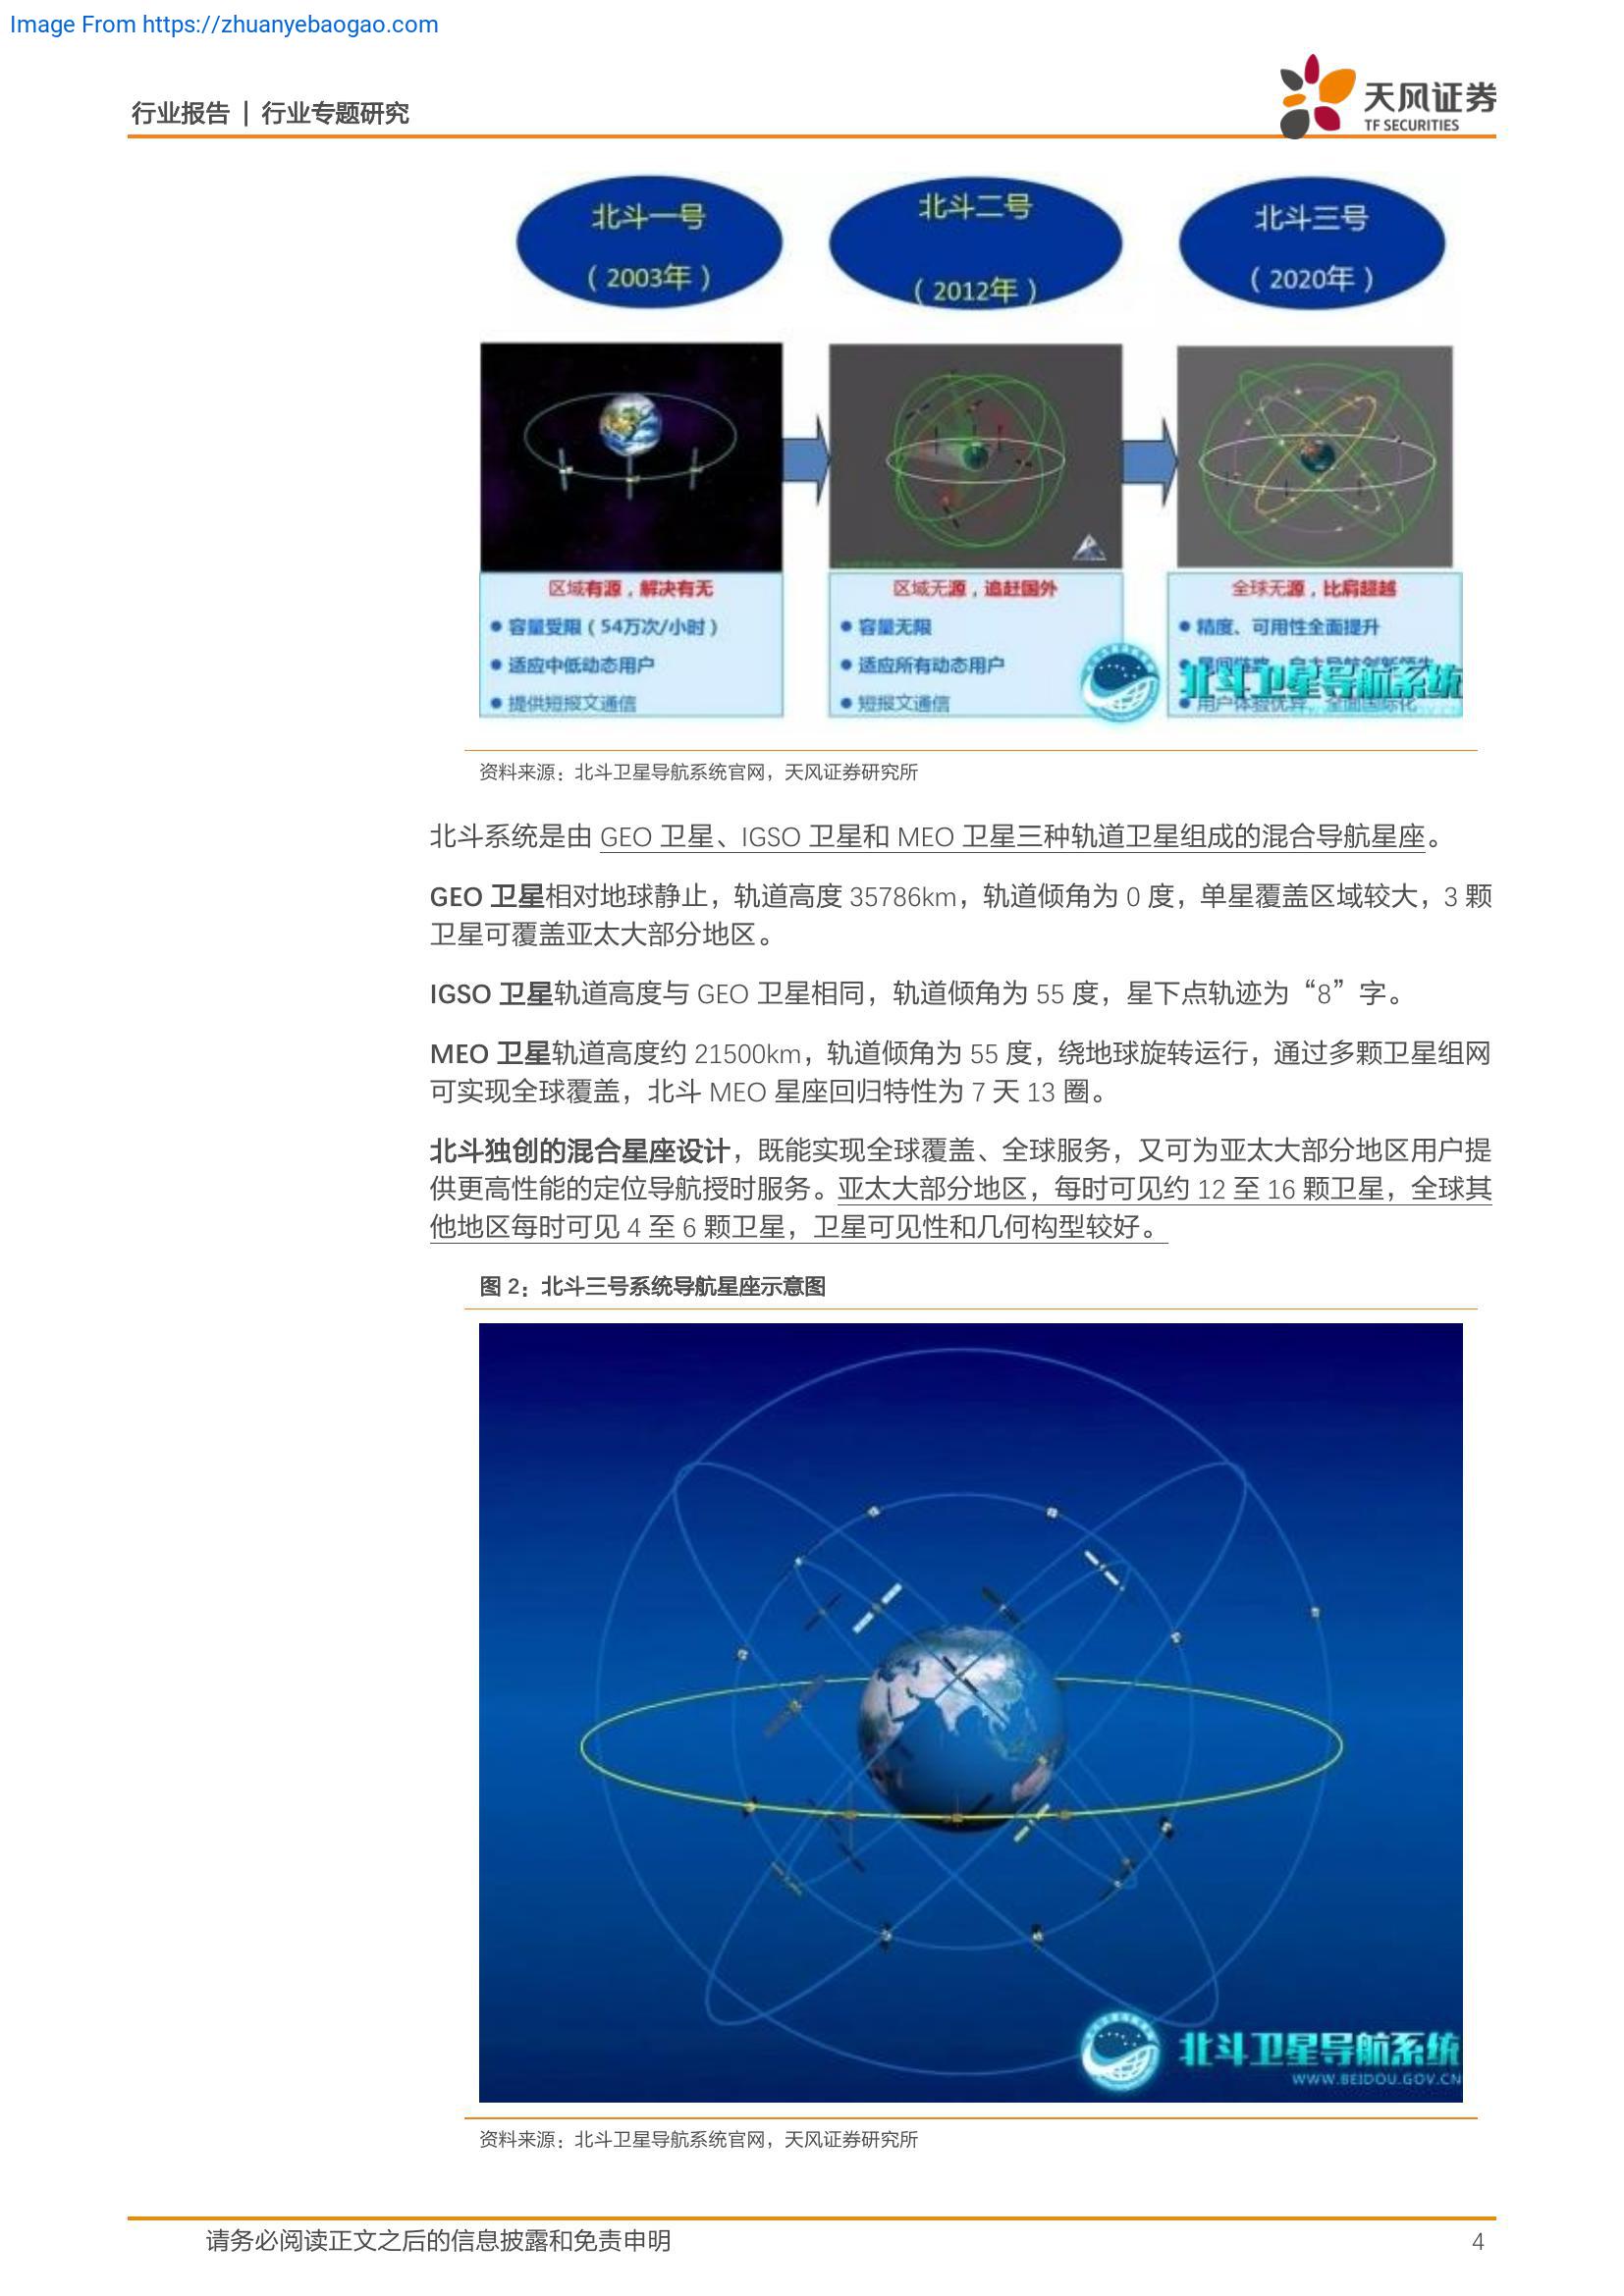 Image From https://zhuanyebaogao.com
行业报告 | 行业专题研究
天风证券
TF SECURITIES
北斗一号
（2003年）
北斗二号
（2012年）
北斗三号
（2020年）
区域有源，解决有无
● 容量受限（54万次/小时）
● 适应中低动态用户
● 提供短报文通信
区域无源，追赶国外
● 容量无限
● 适应所有动态用户
● 短报文通信
全球无源，比肩超越
● 精度、可用性全面提升
● 用户体验优异、全面国际化
北斗卫星导航系统
资料来源：北斗卫星导航系统官网，天风证券研究所
北斗系统是由 GEO 卫星、IGSO 卫星和 MEO 卫星三种轨道卫星组成的混合导航星座。
GEO 卫星相对地球静止，轨道高度 35786km，轨道倾角为 0 度，单星覆盖区域较大，3 颗
卫星可覆盖亚太大部分地区。
IGSO 卫星轨道高度与 GEO 卫星相同，轨道倾角为 55 度，星下点轨迹为“8”字。
MEO 卫星轨道高度约 21500km，轨道倾角为 55 度，绕地球旋转运行，通过多颗卫星组网
可实现全球覆盖，北斗 MEO 星座回归特性为 7 天 13 圈。
北斗独创的混合星座设计，既能实现全球覆盖、全球服务，又可为亚太大部分地区用户提
供更高性能的定位导航授时服务。亚太大部分地区，每时可见约 12 至 16 颗卫星，全球其
他地区每时可见 4 至 6 颗卫星，卫星可见性和几何构型较好。
图 2：北斗三号系统导航星座示意图
北斗卫星导航系统
WWW.BEIDOU.GOV.CN
资料来源：北斗卫星导航系统官网，天风证券研究所
请务必阅读正文之后的信息披露和免责申明
4